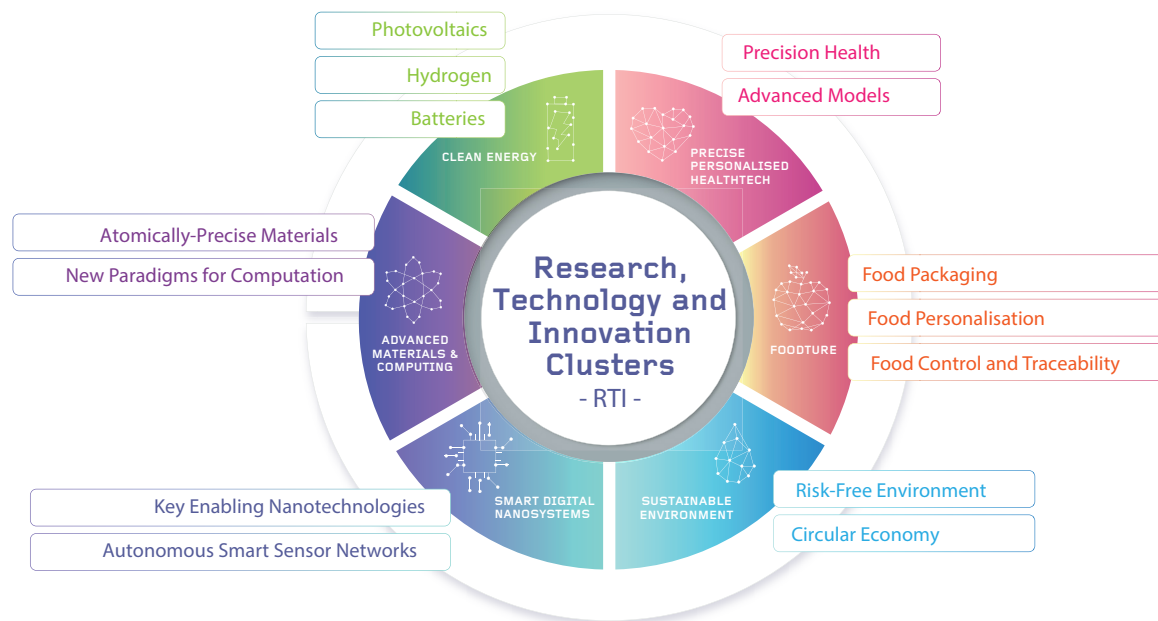 Photovoltaics
Hydrogen
Batteries
CLEAN ENERGY
Precision Health
Advanced Models
PRECISE
PERSONALISED
HEALTHTECH
Atomically-Precise Materials
New Paradigms for Computation
ADVANCED
MATERIALS &
COMPUTING
Research,
Technology and
Innovation
Clusters
- RTI -
Food Packaging
Food Personalisation
Food Control and Traceability
FOODTURE
Key Enabling Nanotechnologies
Autonomous Smart Sensor Networks
SMART DIGITAL
NANOSYSTEMS
SUSTAINABLE
ENVIRONMENT
Risk-Free Environment
Circular Economy